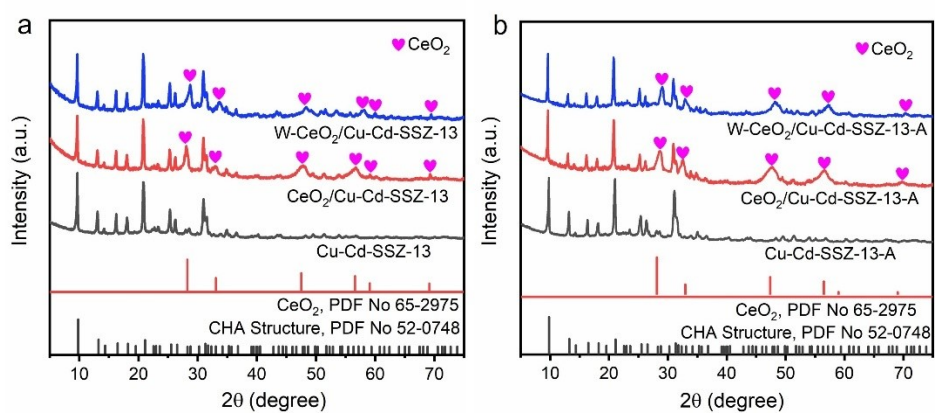 a
CeO2
W-CeO2/Cu-Cd-SSZ-13
CeO2/Cu-Cd-SSZ-13
Cu-Cd-SSZ-13
CeO2, PDF No 65-2975
CHA Structure, PDF No 52-0748
Intensity (a.u.)
10 20 30 40 50 60 70
2θ (degree)
b
CeO2
W-CeO2/Cu-Cd-SSZ-13-A
CeO2/Cu-Cd-SSZ-13-A
Cu-Cd-SSZ-13-A
CeO2, PDF No 65-2975
CHA Structure, PDF No 52-0748
Intensity (a.u.)
10 20 30 40 50 60 70
2θ (degree)